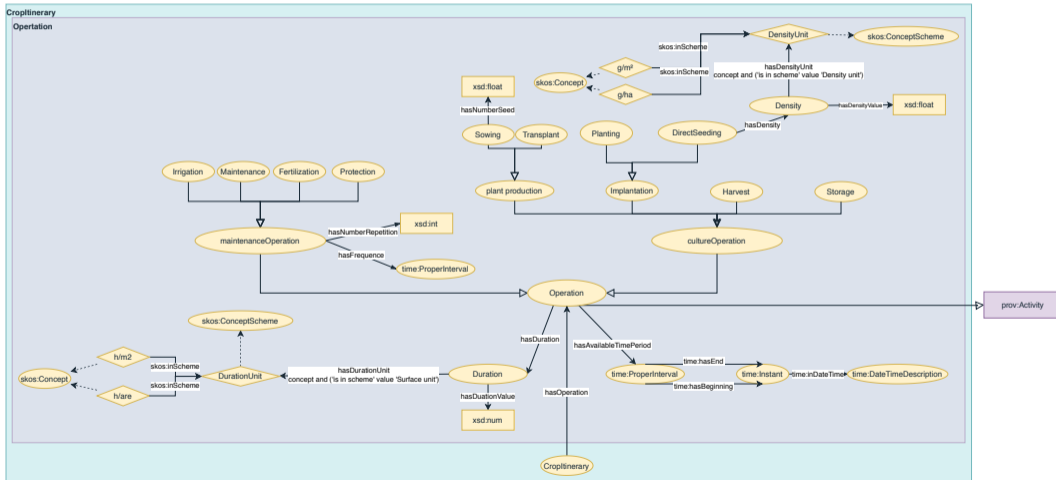 CropItinerary
Opertation
DensityUnit
skos:ConceptScheme
skos:inScheme
g/m²
skos:inScheme
skos:Concept
hasDensityUnit
concept and ('is in scheme' value 'Density unit')
xsd:float
g/ha
Density
hasDensityValue
xsd:float
hasNumberSeed
hasDensity
Sowing
Transplant
Planting
DirectSeeding
Irrigation
Maintenance
Fertilization
Protection
plant production
Implantation
Harvest
Storage
hasNumberRepetition
xsd:int
maintenanceOperation
cultureOperation
hasFrequence
time:ProperInterval
Operation
prov:Activity
skos:ConceptScheme
hasDuration
hasAvailableTimePeriod
h/m2
skos:inScheme
hasDurationUnit
concept and ('is in scheme' value 'Surface unit')
time:hasEnd
skos:Concept
DurationUnit
Duration
time:ProperInterval
time:Instant
time:inDateTime
time:DateTimeDescription
skos:inScheme
time:hasBeginning
h/are
hasDuationValue
hasOperation
xsd:num
CropItinerary